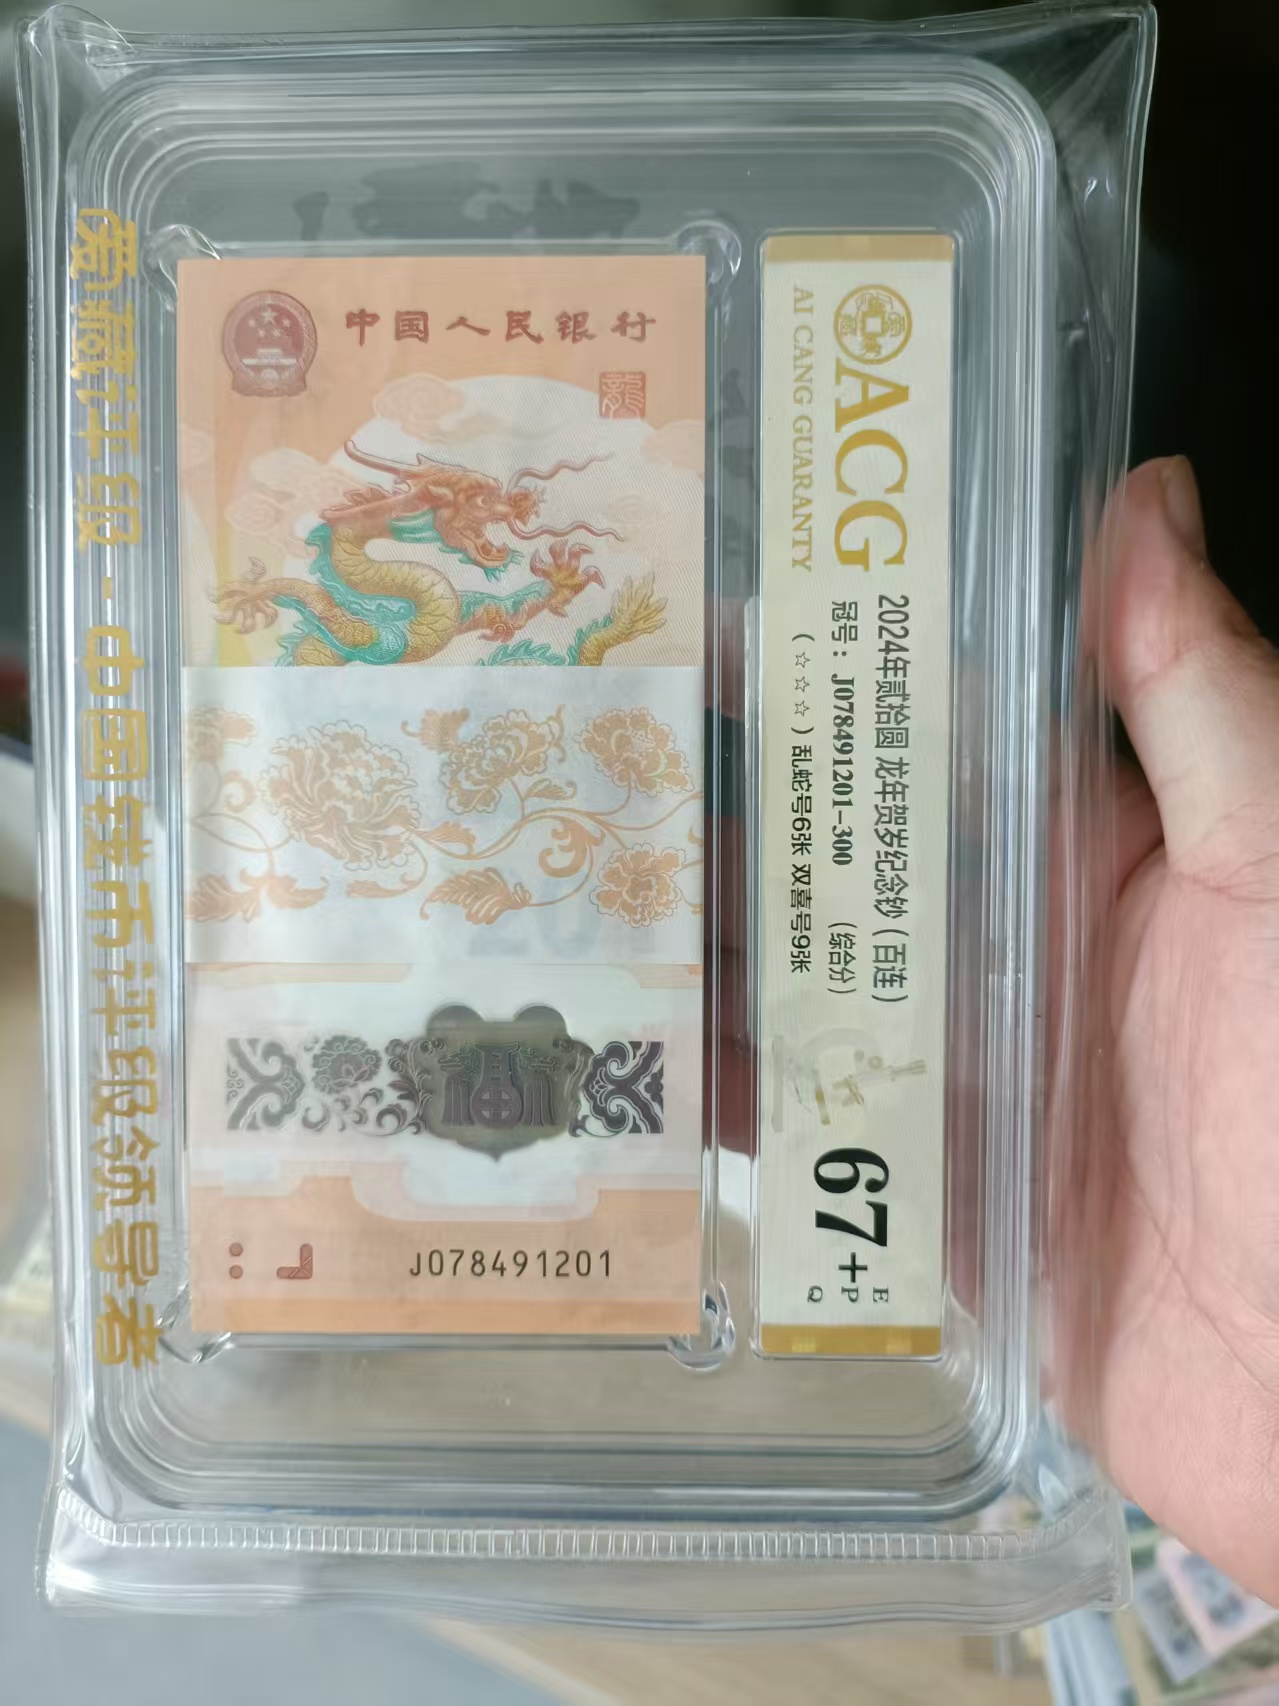 爱藏评级-中国钱币评级领导者
中国人民银行
龍
J078491201
ACG
AI CANG GUARANTY
2024年贰拾圆 龙年贺岁纪念钞（百连）
冠号：J078491201-300 （综合分）
（☆☆☆）乱蛇号6张 双喜号9张
67+
E
P
Q